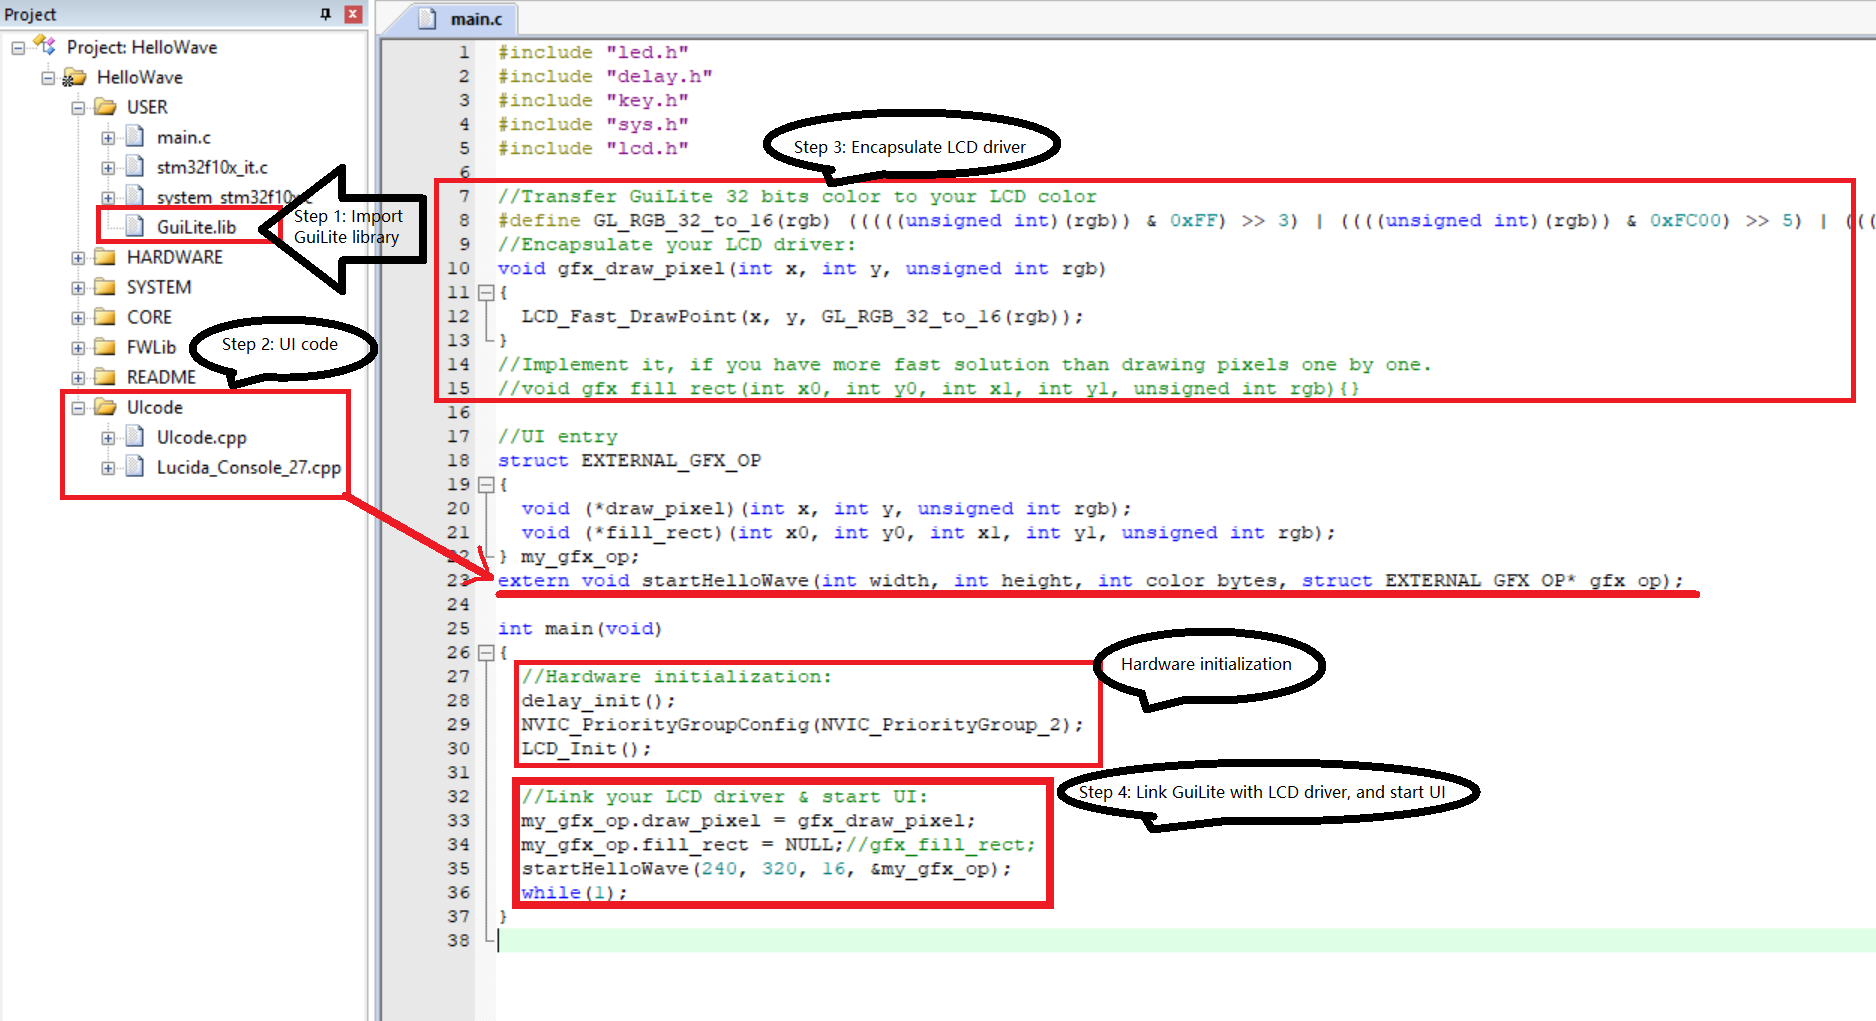 Project
Project: HelloWave
HelloWave
USER
main.c
stm32f10x_it.c
system_stm32f10x.c
GuiLite.lib
HARDWARE
SYSTEM
CORE
FWLib
README
UIcode
UIcode.cpp
Lucida_Console_27.cpp
Step 1: Import
GuiLite library
Step 2: UI code
main.c
1 #include "led.h"
2 #include "delay.h"
3 #include "key.h"
4 #include "sys.h"
5 #include "lcd.h"
Step 3: Encapsulate LCD driver
6
7 //Transfer GuiLite 32 bits color to your LCD color
8 #define GL_RGB_32_to_16(rgb) (((((unsigned int)(rgb)) & 0xFF) >> 3) | ((((unsigned int)(rgb)) & 0xFC00) >> 5) | (((
9 //Encapsulate your LCD driver:
10 void gfx_draw_pixel(int x, int y, unsigned int rgb)
11 {
12 LCD_Fast_DrawPoint(x, y, GL_RGB_32_to_16(rgb));
13 }
14 //Implement it, if you have more fast solution than drawing pixels one by one.
15 //void gfx_fill_rect(int x0, int y0, int x1, int y1, unsigned int rgb){}
16
17 //UI entry
18 struct EXTERNAL_GFX_OP
19 {
20 void (*draw_pixel)(int x, int y, unsigned int rgb);
21 void (*fill_rect)(int x0, int y0, int x1, int y1, unsigned int rgb);
22 } my_gfx_op;
23 extern void startHelloWave(int width, int height, int color_bytes, struct EXTERNAL_GFX_OP* gfx_op);
24
25 int main(void)
26 {
Hardware initialization
27 //Hardware initialization:
28 delay_init();
29 NVIC_PriorityGroupConfig(NVIC_PriorityGroup_2);
30 LCD_Init();
31
Step 4: Link GuiLite with LCD driver, and start UI
32 //Link your LCD driver & start UI:
33 my_gfx_op.draw_pixel = gfx_draw_pixel;
34 my_gfx_op.fill_rect = NULL;//gfx_fill_rect;
35 startHelloWave(240, 320, 16, &my_gfx_op);
36 while(1);
37 }
38